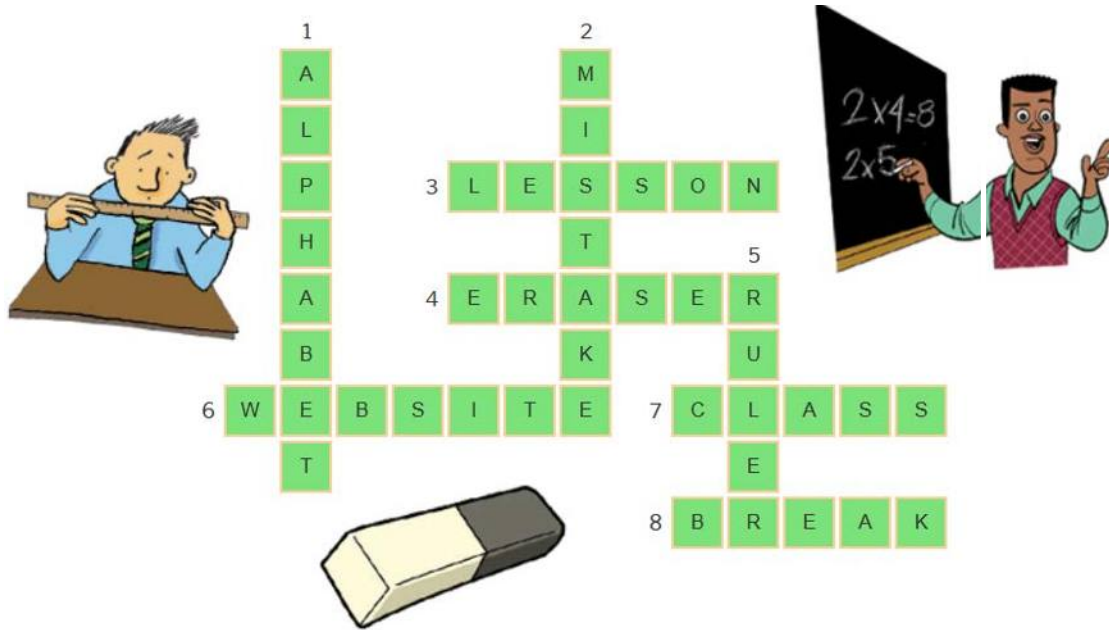 1 2
A M
L I
P 3 L E S S O N
H T 5
A 4 E R A S E R
B K U
6 W E B S I T E 7 C L A S S
T E
8 B R E A K
2x4=8
2x5